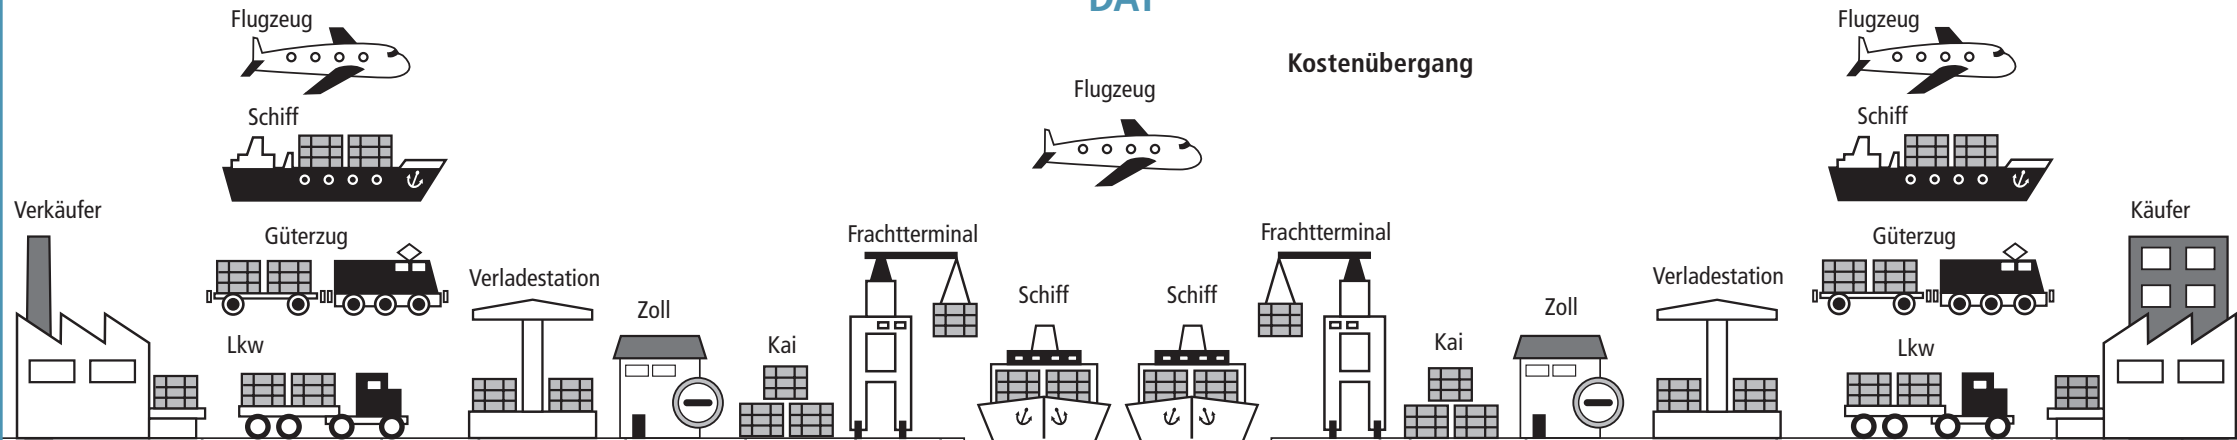 DAT
Kostenübergang
Flugzeug
Schiff
Verkäufer
Güterzug
Lkw
Verladestation
Zoll
Kai
Frachtterminal
Schiff
Flugzeug
Schiff
Frachtterminal
Kai
Zoll
Verladestation
Flugzeug
Schiff
Güterzug
Lkw
Käufer